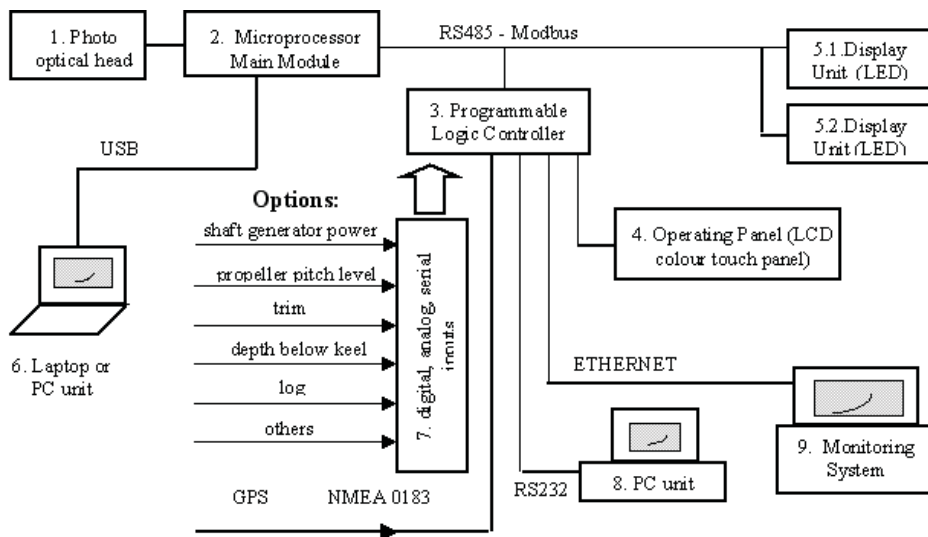 1. Photo
optical head
2. Microprocessor
Main Module
RS485 - Modbus
5.1.Display
Unit (LED)
3. Programmable
Logic Controller
5.2.Display
Unit (LED)
USB
Options:
shaft generator power
propeller pitch level
trim
depth below keel
log
others
7. digital, analog, serial
inputs
4. Operating Panel (LCD
colour touch panel)
6. Laptop or
PC unit
ETHERNET
9. Monitoring
System
RS232
8. PC unit
GPS NMEA 0183